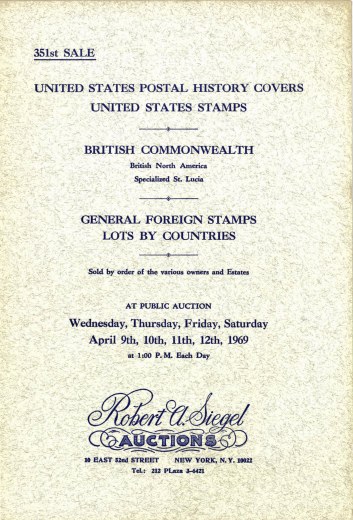 351st SALE
UNITED STATES POSTAL HISTORY COVERS
UNITED STATES STAMPS
BRITISH COMMONWEALTH
British North America
Specialized St. Lucia
GENERAL FOREIGN STAMPS
LOTS BY COUNTRIES
Sold by order of the various owners and Estates
AT PUBLIC AUCTION
Wednesday, Thursday, Friday, Saturday
April 9th, 10th, 11th, 12th, 1969
at 1:00 P.M. Each Day
Robert A. Siegel
AUCTIONS
10 EAST 52nd STREET NEW YORK, N.Y. 10022
Tel.: 212 PLaza 3-6421